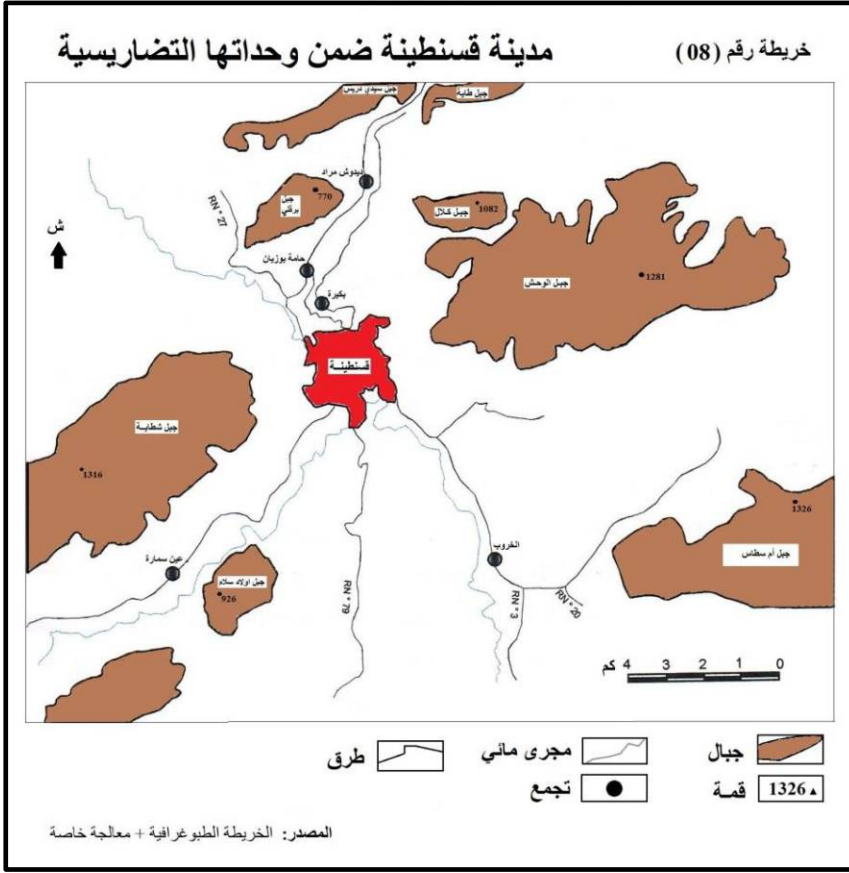 خريطة رقم (08)
مدينة قسنطينة ضمن وحداتها التضاريسية
جبل سيدي دريس
جبل طاية
ديدوش مراد
770
جبل
بركي
RN°27
1082
جبل كلال
ش
حامة بوزيان
1281
جبل الوحش
بكيرة
قسنطينة
جبل شطابة
1316
1326
جبل أم سطاس
الخروب
عين سمارة
جبل اولاد سلام
926
RN°79
RN°3
RN°20
كم 4 3 2 1 0
جبال
مجرى مائي
طرق
قمة
1326
تجمع
المصدر: الخريطة الطبوغرافية + معالجة خاصة